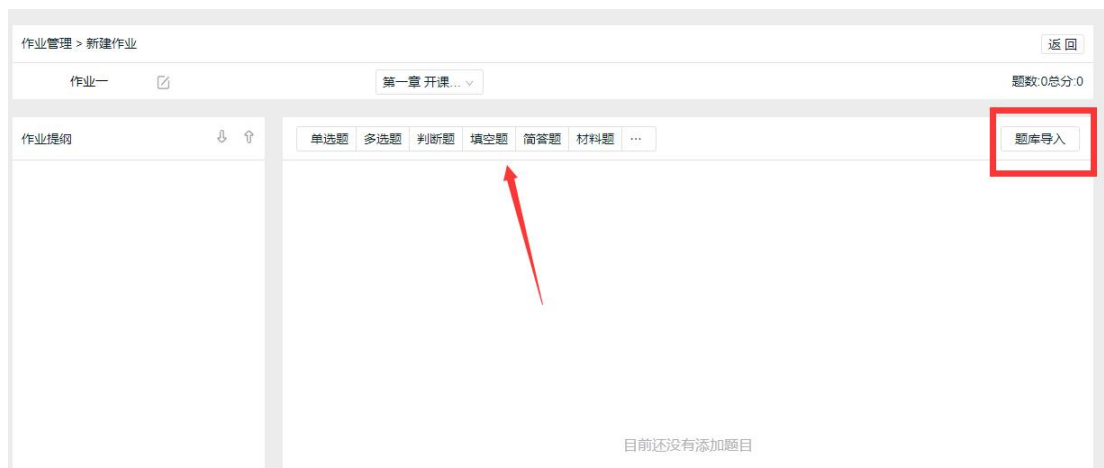 作业管理 > 新建作业 返 回
作业一 第一章 开课... 题数:0总分:0
作业提纲 单选题 多选题 判断题 填空题 简答题 材料题 ··· 题库导入
目前还没有添加题目